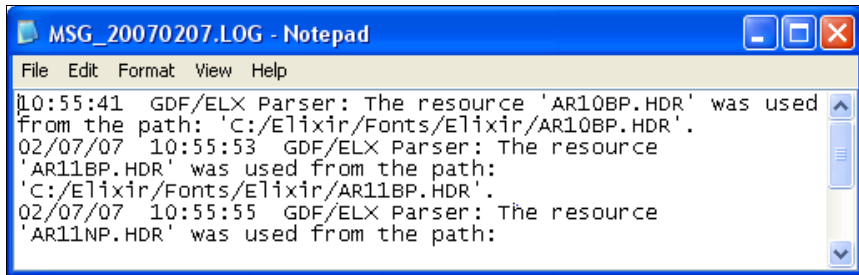 MSG_20070207.LOG - Notepad
File Edit Format View Help
10:55:41  GDF/ELX Parser: The resource 'AR10BP.HDR' was used
from the path: 'C:/Elixir/Fonts/Elixir/AR10BP.HDR'.
02/07/07  10:55:53  GDF/ELX Parser: The resource
'AR11BP.HDR' was used from the path:
'C:/Elixir/Fonts/Elixir/AR11BP.HDR'.
02/07/07  10:55:55  GDF/ELX Parser: The resource
'AR11NP.HDR' was used from the path: